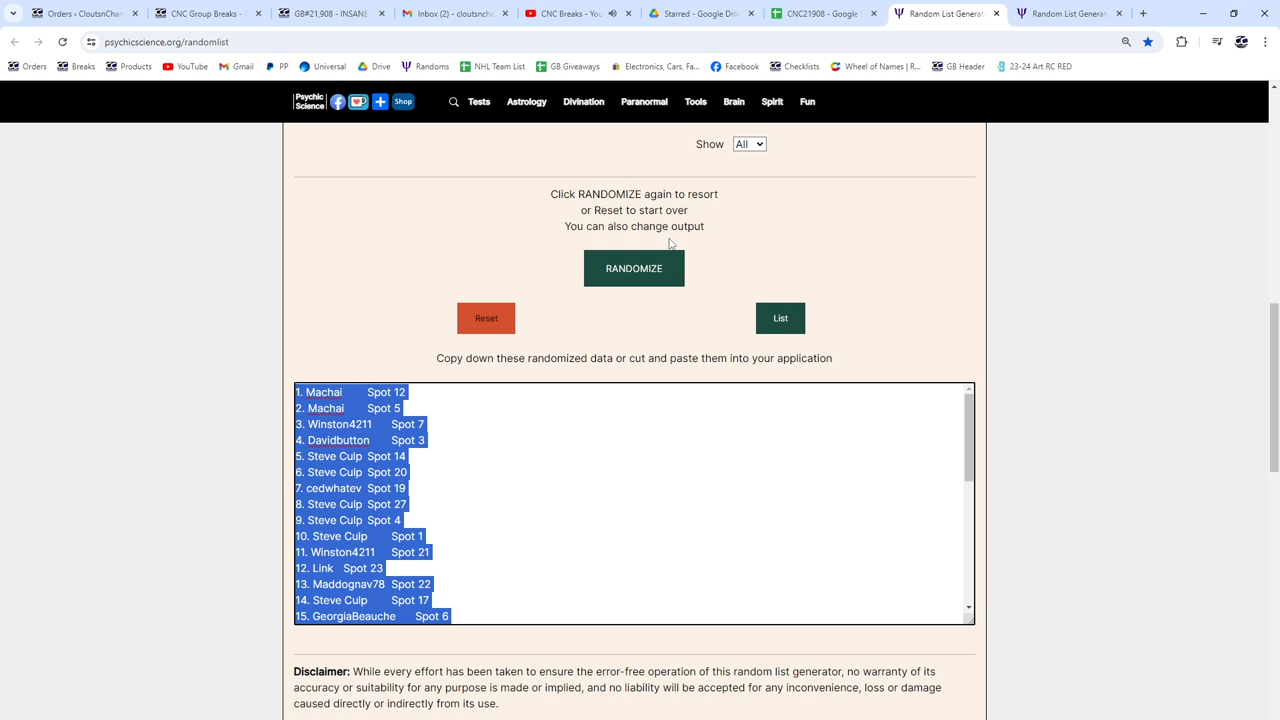 Orders ‹ CloutsnChar
CNC Group Breaks - (
GB#21,908 - INSANE
Inbox (2) - cloutsnch
CNC Breaks - You
Starred - Google Driv
CNC21908 - Google S
Random List Generat
Random List Generat
psychicscience.org/randomlist
Orders
Breaks
Products
YouTube
Gmail
PP
Universal
Drive
Randoms
NHL Team List
GB Giveaways
Electronics, Cars, Fa...
Facebook
Checklists
Wheel of Names | R...
GB Header
23-24 Art RC RED
Psychic
Science
Shop
Tests
Astrology
Divination
Paranormal
Tools
Brain
Spirit
Fun
Show All
Click RANDOMIZE again to resort
or Reset to start over
You can also change output
RANDOMIZE
Reset
List
Copy down these randomized data or cut and paste them into your application
1. Machai Spot 12
2. Machai Spot 5
3. Winston4211 Spot 7
4. Davidbutton Spot 3
5. Steve Culp Spot 14
6. Steve Culp Spot 20
7. cedwhatev Spot 19
8. Steve Culp Spot 27
9. Steve Culp Spot 4
10. Steve Culp Spot 1
11. Winston4211 Spot 21
12. Link Spot 23
13. Maddognav78 Spot 22
14. Steve Culp Spot 17
15. GeorgiaBeauche Spot 6
Disclaimer: While every effort has been taken to ensure the error-free operation of this random list generator, no warranty of its
accuracy or suitability for any purpose is made or implied, and no liability will be accepted for any inconvenience, loss or damage
caused directly or indirectly from its use.